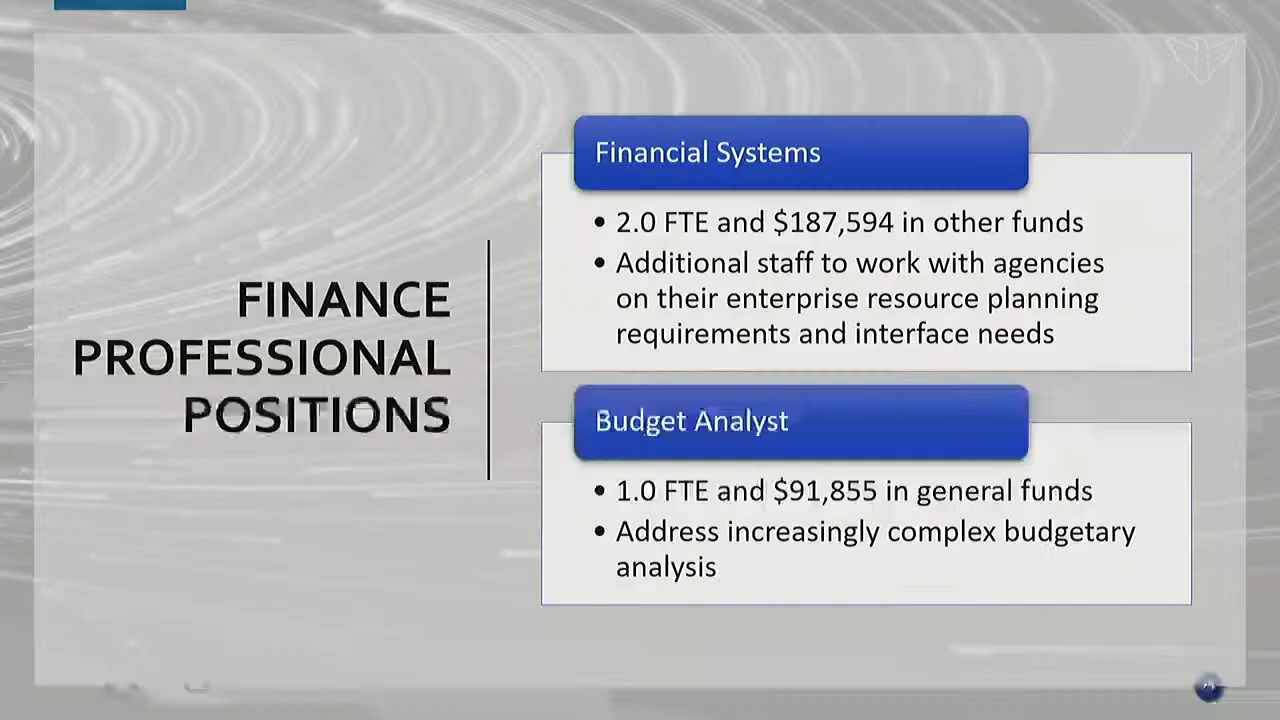 FINANCE
PROFESSIONAL
POSITIONS
Financial Systems
• 2.0 FTE and $187,594 in other funds
• Additional staff to work with agencies
on their enterprise resource planning
requirements and interface needs
Budget Analyst
• 1.0 FTE and $91,855 in general funds
• Address increasingly complex budgetary
analysis